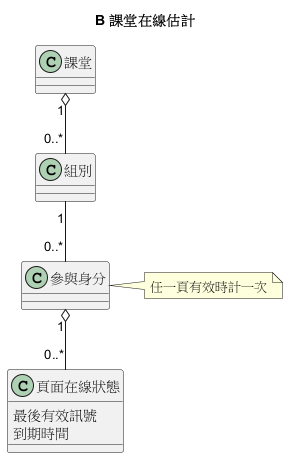 B 課堂在線估計
C 課堂
1
0..*
C 組別
1
0..*
C 參與身分
任一頁有效時計一次
1
0..*
C 頁面在線狀態
最後有效訊號
到期時間